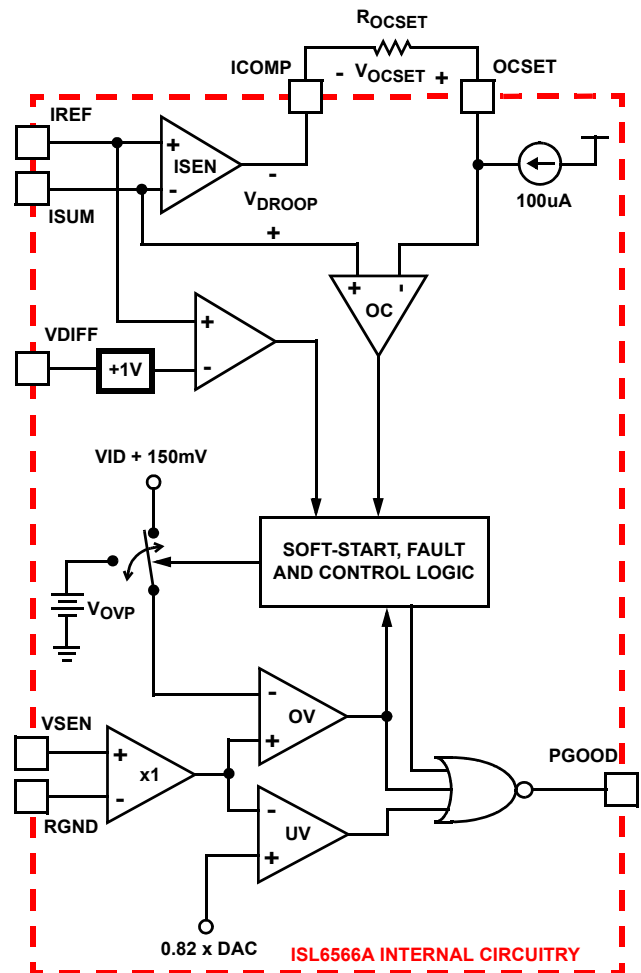 ROCSET
ICOMP
- VOCSET +
OCSET
IREF
+
ISEN
-
ISUM
-
VDROOP
+
100uA
+ -
OC
VDIFF
+1V
+
-
VID + 150mV
SOFT-START, FAULT
AND CONTROL LOGIC
VOVP
-
OV
+
VSEN
+
x1
-
RGND
-
UV
+
PGOOD
0.82 x DAC
ISL6566A INTERNAL CIRCUITRY